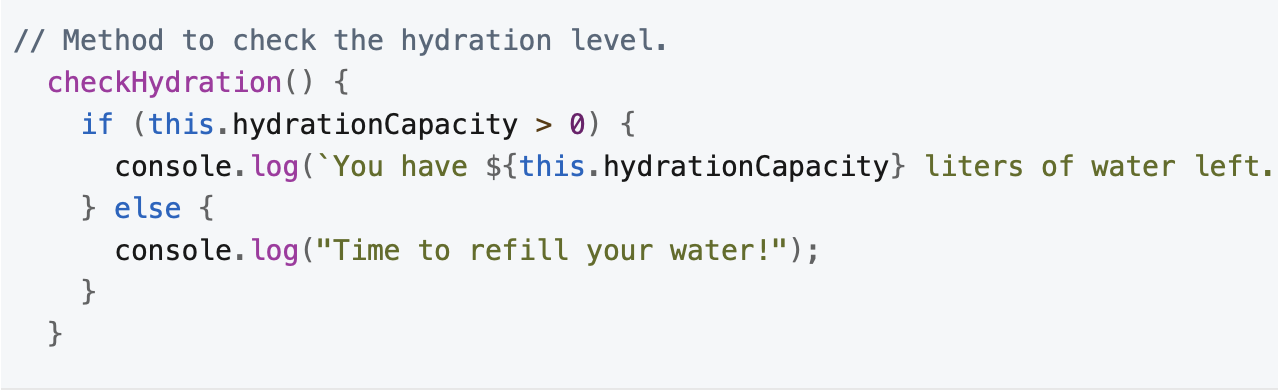 // Method to check the hydration level.
  checkHydration() {
    if (this.hydrationCapacity > 0) {
      console.log(`You have ${this.hydrationCapacity} liters of water left.
    } else {
      console.log("Time to refill your water!");
    }
  }